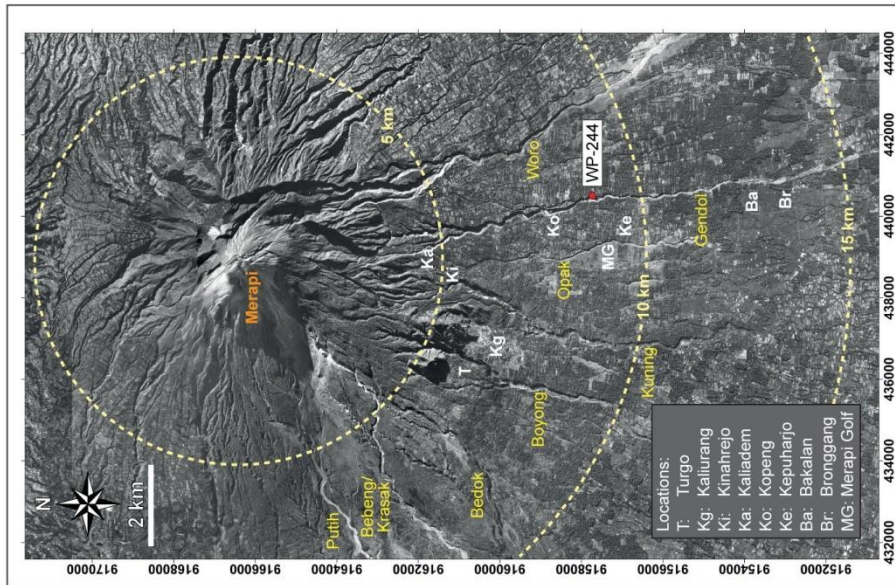 N
2 km
9170000
9168000
9166000
9164000
9162000
9160000
9158000
9156000
9154000
9152000
Merapi
5 km
Putih
Bebeng/
Krasak
Ka
Ki
T
Kg
Bedok
Boyong
Woro
Ko
Opak
WP-244
MG
Ke
10 km
Kuning
Gendol
Ba
Br
15 km
Locations:
T: Turgo
Kg: Kaliurang
Ki: Kinahrejo
Ka: Kaliadem
Ko: Kopeng
Ke: Kepuharjo
Ba: Bakalan
Br: Bronggang
MG: Merapi Golf
432000 434000 436000 438000 440000 442000 444000